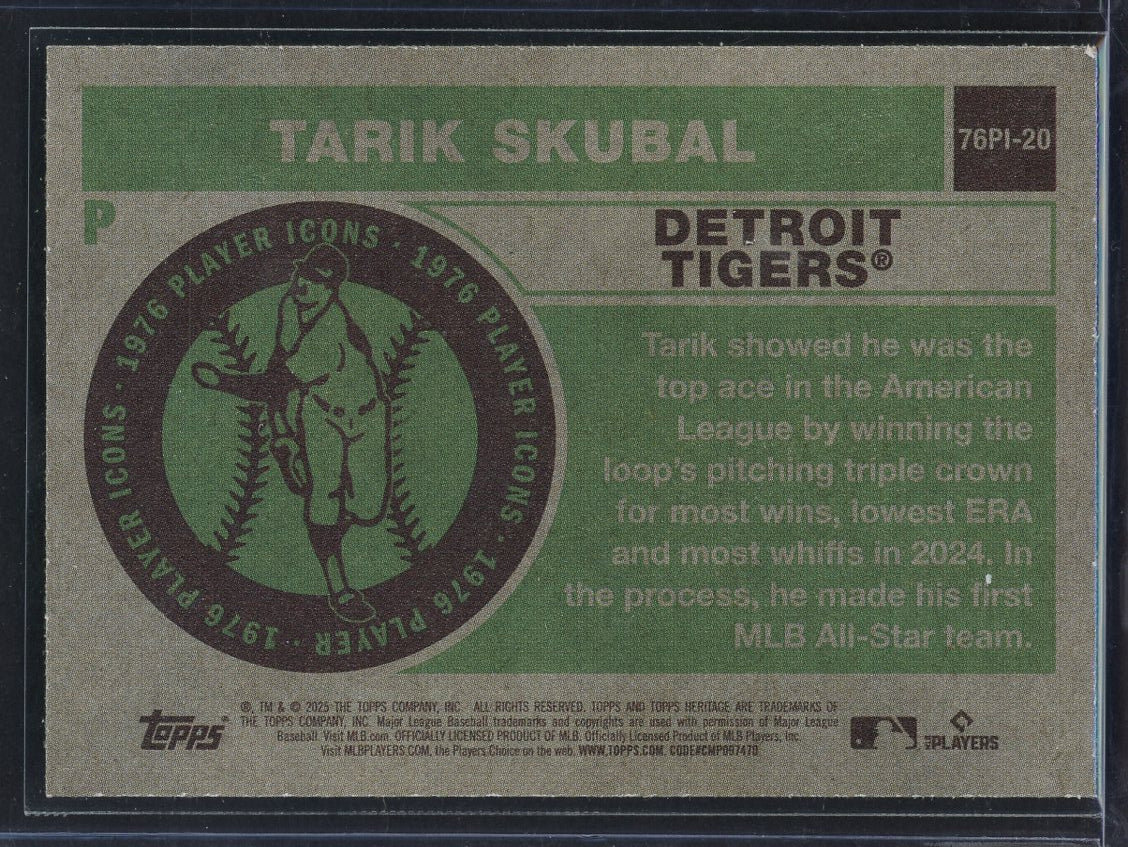 TARIK SKUBAL
76PI-20
P
DETROIT
TIGERS®
1976 PLAYER ICONS · 1976 PLAYER ICONS · 1976 PLAYER · 1976 PLAYER ICONS ·
Tarik showed he was the
top ace in the American
League by winning the
loop's pitching triple crown
for most wins, lowest ERA
and most whiffs in 2024. In
the process, he made his first
MLB All-Star team.
®, TM & © 2025 THE TOPPS COMPANY, INC. ALL RIGHTS RESERVED. TOPPS AND TOPPS HERITAGE ARE TRADEMARKS OF
THE TOPPS COMPANY, INC. Major League Baseball trademarks and copyrights are used with permission of Major League
Baseball. Visit MLB.com. OFFICIALLY LICENSED PRODUCT OF MLB. Officially Licensed Product of MLB Players, Inc.
Visit MLBPLAYERS.COM, the Players Choice on the web. WWW.TOPPS.COM. CODE#CMP097470
Topps
PLAYERS